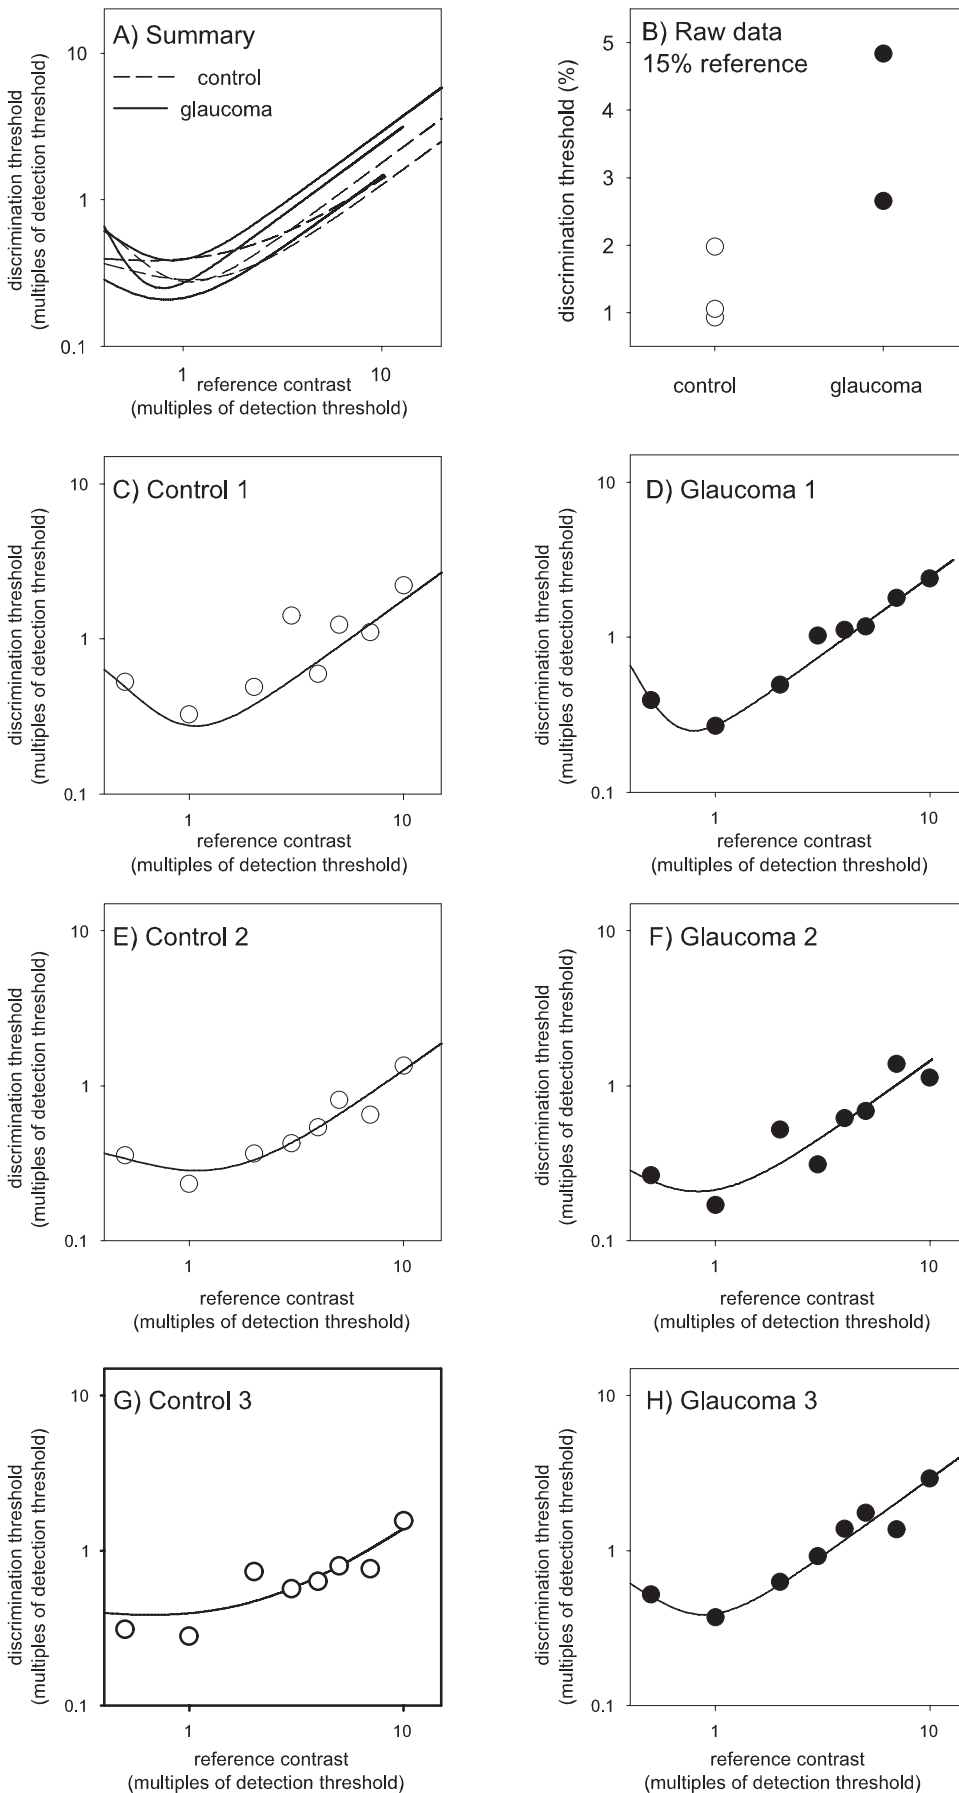 A) Summary
control
glaucoma
10
1
0.1
1
10
discrimination threshold
(multiples of detection threshold)
reference contrast
(multiples of detection threshold)
B) Raw data
15% reference
discrimination threshold (%)
5
4
3
2
1
control
glaucoma
C) Control 1
10
1
0.1
1
10
discrimination threshold
(multiples of detection threshold)
reference contrast
(multiples of detection threshold)
D) Glaucoma 1
10
1
0.1
1
10
discrimination threshold
(multiples of detection threshold)
reference contrast
(multiples of detection threshold)
E) Control 2
10
1
0.1
1
10
discrimination threshold
(multiples of detection threshold)
reference contrast
(multiples of detection threshold)
F) Glaucoma 2
10
1
0.1
1
10
discrimination threshold
(multiples of detection threshold)
reference contrast
(multiples of detection threshold)
G) Control 3
10
1
0.1
1
10
discrimination threshold
(multiples of detection threshold)
reference contrast
(multiples of detection threshold)
H) Glaucoma 3
10
1
0.1
1
10
discrimination threshold
(multiples of detection threshold)
reference contrast
(multiples of detection threshold)